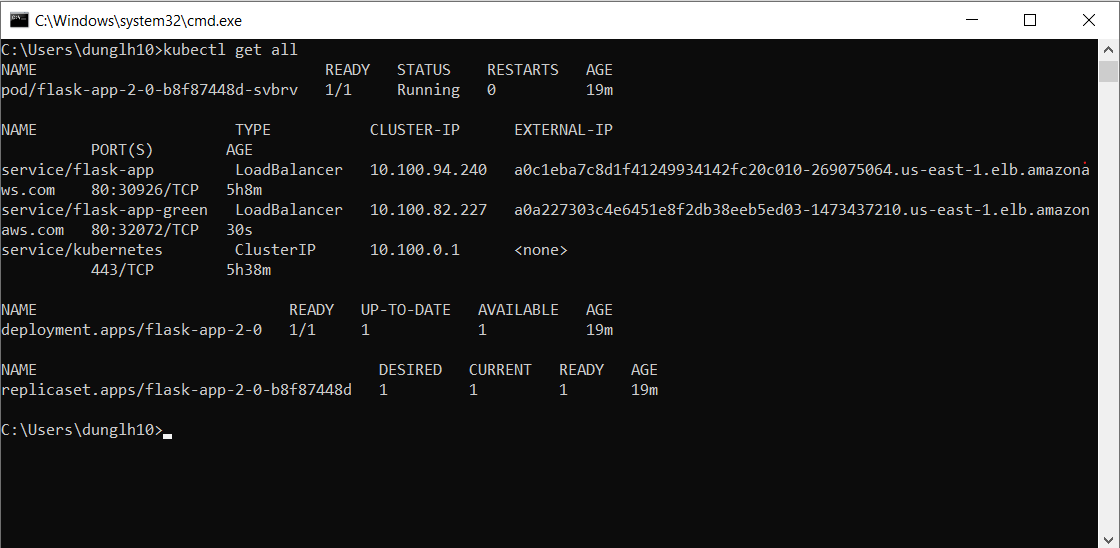 C:\Windows\system32\cmd.exe
C:\Users\dunglh10>kubectl get all
NAME                                READY   STATUS    RESTARTS   AGE
pod/flask-app-2-0-b8f87448d-svbrv   1/1     Running   0          19m
NAME                      TYPE           CLUSTER-IP      EXTERNAL-IP
          PORT(S)        AGE
service/flask-app         LoadBalancer   10.100.94.240   a0c1eba7c8d1f41249934142fc20c010-269075064.us-east-1.elb.amazona
ws.com    80:30926/TCP   5h8m
service/flask-app-green   LoadBalancer   10.100.82.227   a0a227303c4e6451e8f2db38eeb5ed03-1473437210.us-east-1.elb.amazon
aws.com   80:32072/TCP   30s
service/kubernetes        ClusterIP      10.100.0.1      <none>
          443/TCP        5h38m
NAME                            READY   UP-TO-DATE   AVAILABLE   AGE
deployment.apps/flask-app-2-0   1/1     1            1           19m
NAME                                      DESIRED   CURRENT   READY   AGE
replicaset.apps/flask-app-2-0-b8f87448d   1         1         1       19m
C:\Users\dunglh10>